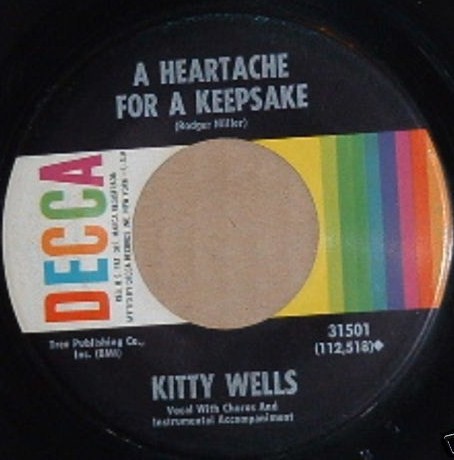 A HEARTACHE
FOR A KEEPSAKE
(Rodger Miller)
DECCA
Tree Publishing Co.,
Inc. (BMI)
31501
(112,518)◆
KITTY WELLS
Vocal With Chorus And
Instrumental Accompaniment